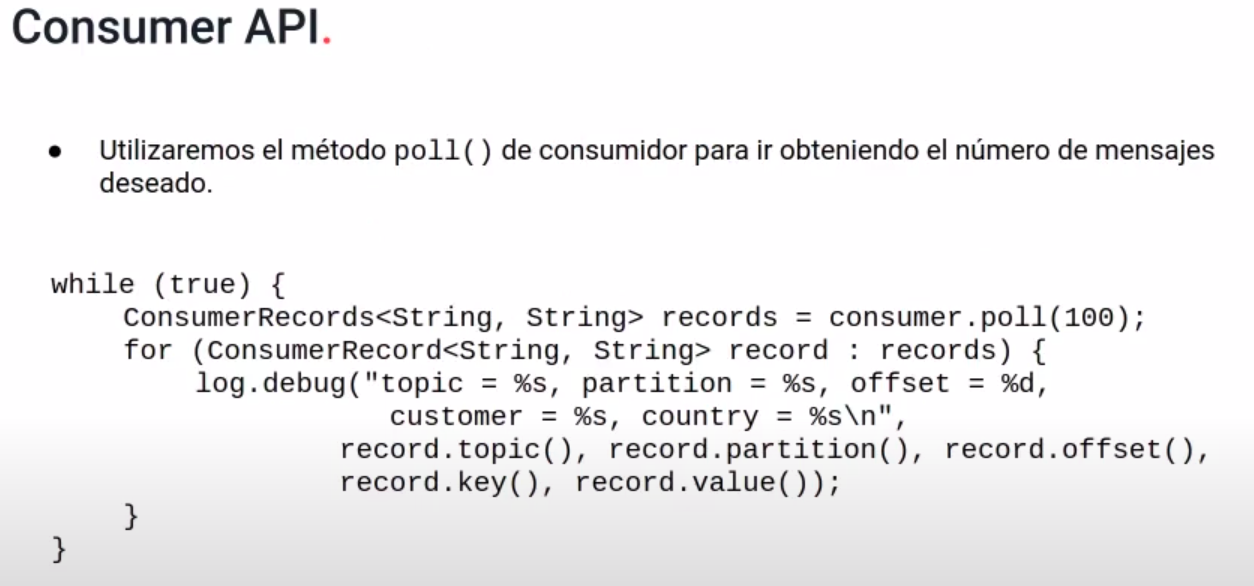 Consumer API.
● Utilizaremos el método poll() de consumidor para ir obteniendo el número de mensajes
deseado.
while (true) {
ConsumerRecords<String, String> records = consumer.poll(100);
for (ConsumerRecord<String, String> record : records) {
log.debug("topic = %s, partition = %s, offset = %d,
customer = %s, country = %s\n",
record.topic(), record.partition(), record.offset(),
record.key(), record.value());
}
}